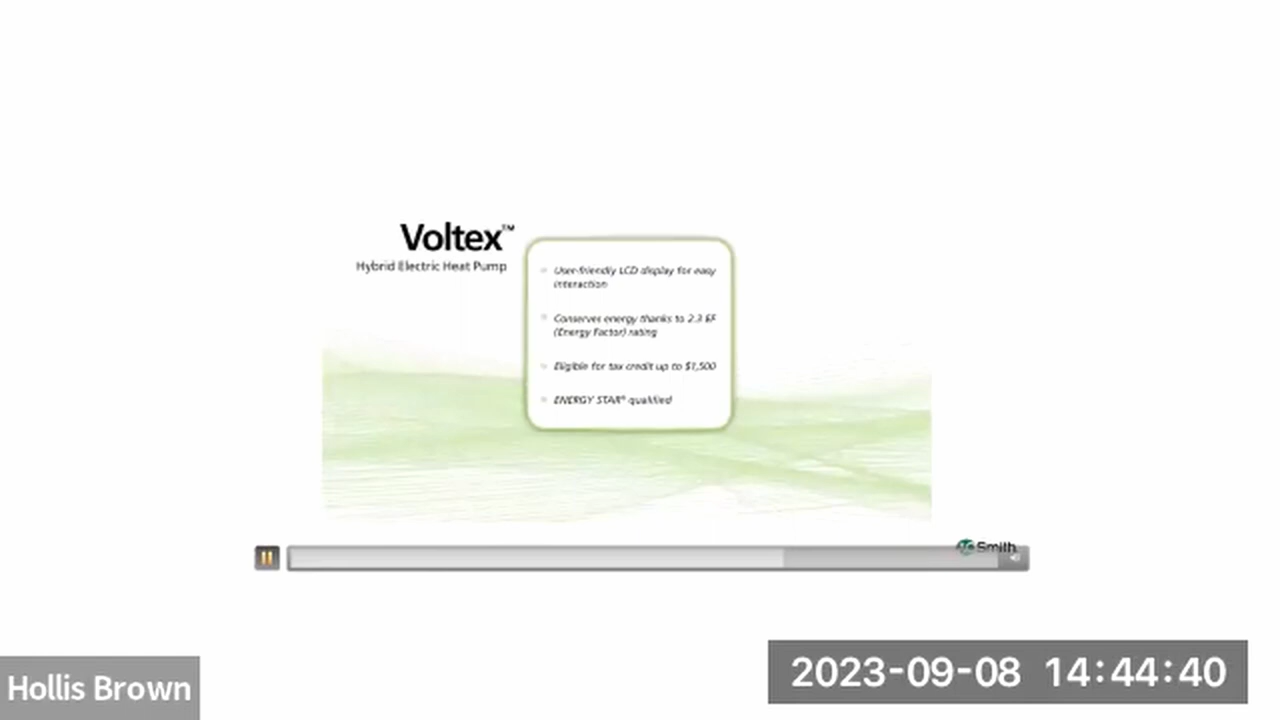 Voltex™
Hybrid Electric Heat Pump
User-friendly LCD display for easy
interaction
Conserves energy thanks to 2.3 EF
(Energy Factor) rating
Eligible for tax credit up to $1,500
ENERGY STAR® qualified
Smith
Hollis Brown
2023-09-08 14:44:40